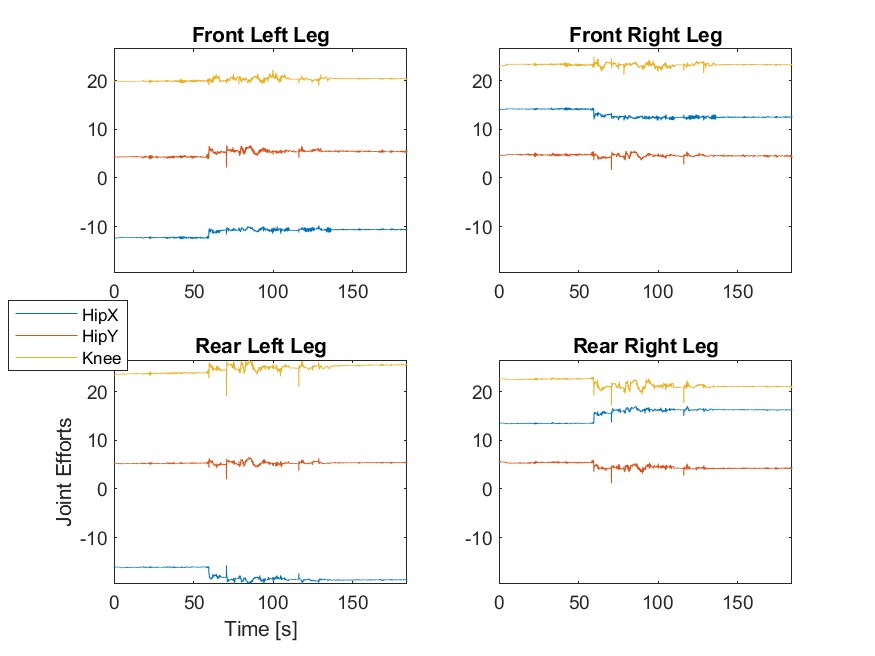 Front Left Leg
20
10
0
-10
0 50 100 150
Front Right Leg
20
10
0
-10
0 50 100 150
HipX
HipY
Knee
Rear Left Leg
20
10
0
-10
0 50 100 150
Joint Efforts
Time [s]
Rear Right Leg
20
10
0
-10
0 50 100 150